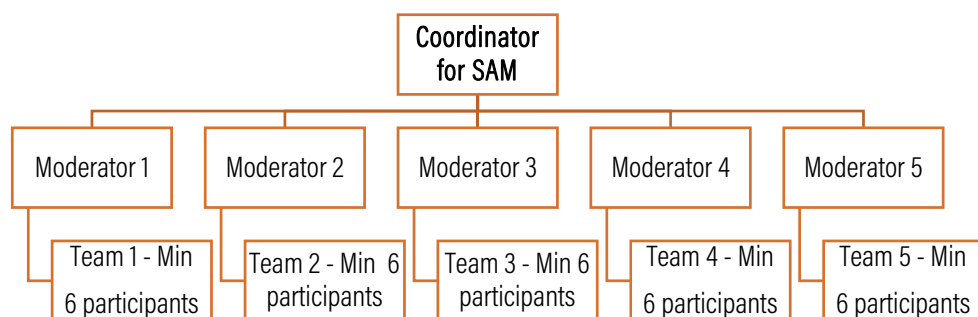 Coordinator
for SAM
Moderator 1
Moderator 2
Moderator 3
Moderator 4
Moderator 5
Team 1 - Min
6 participants
Team 2 - Min 6
participants
Team 3 - Min 6
participants
Team 4 - Min
6 participants
Team 5 - Min
6 participants